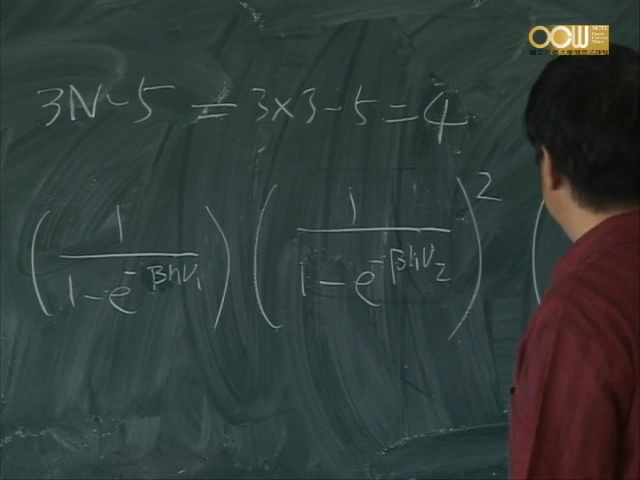 OCW
3N-5 = 3×3-5=4
(1/(1-e^{-βhν₁})) (1/(1-e^{-βhν₂}))² (